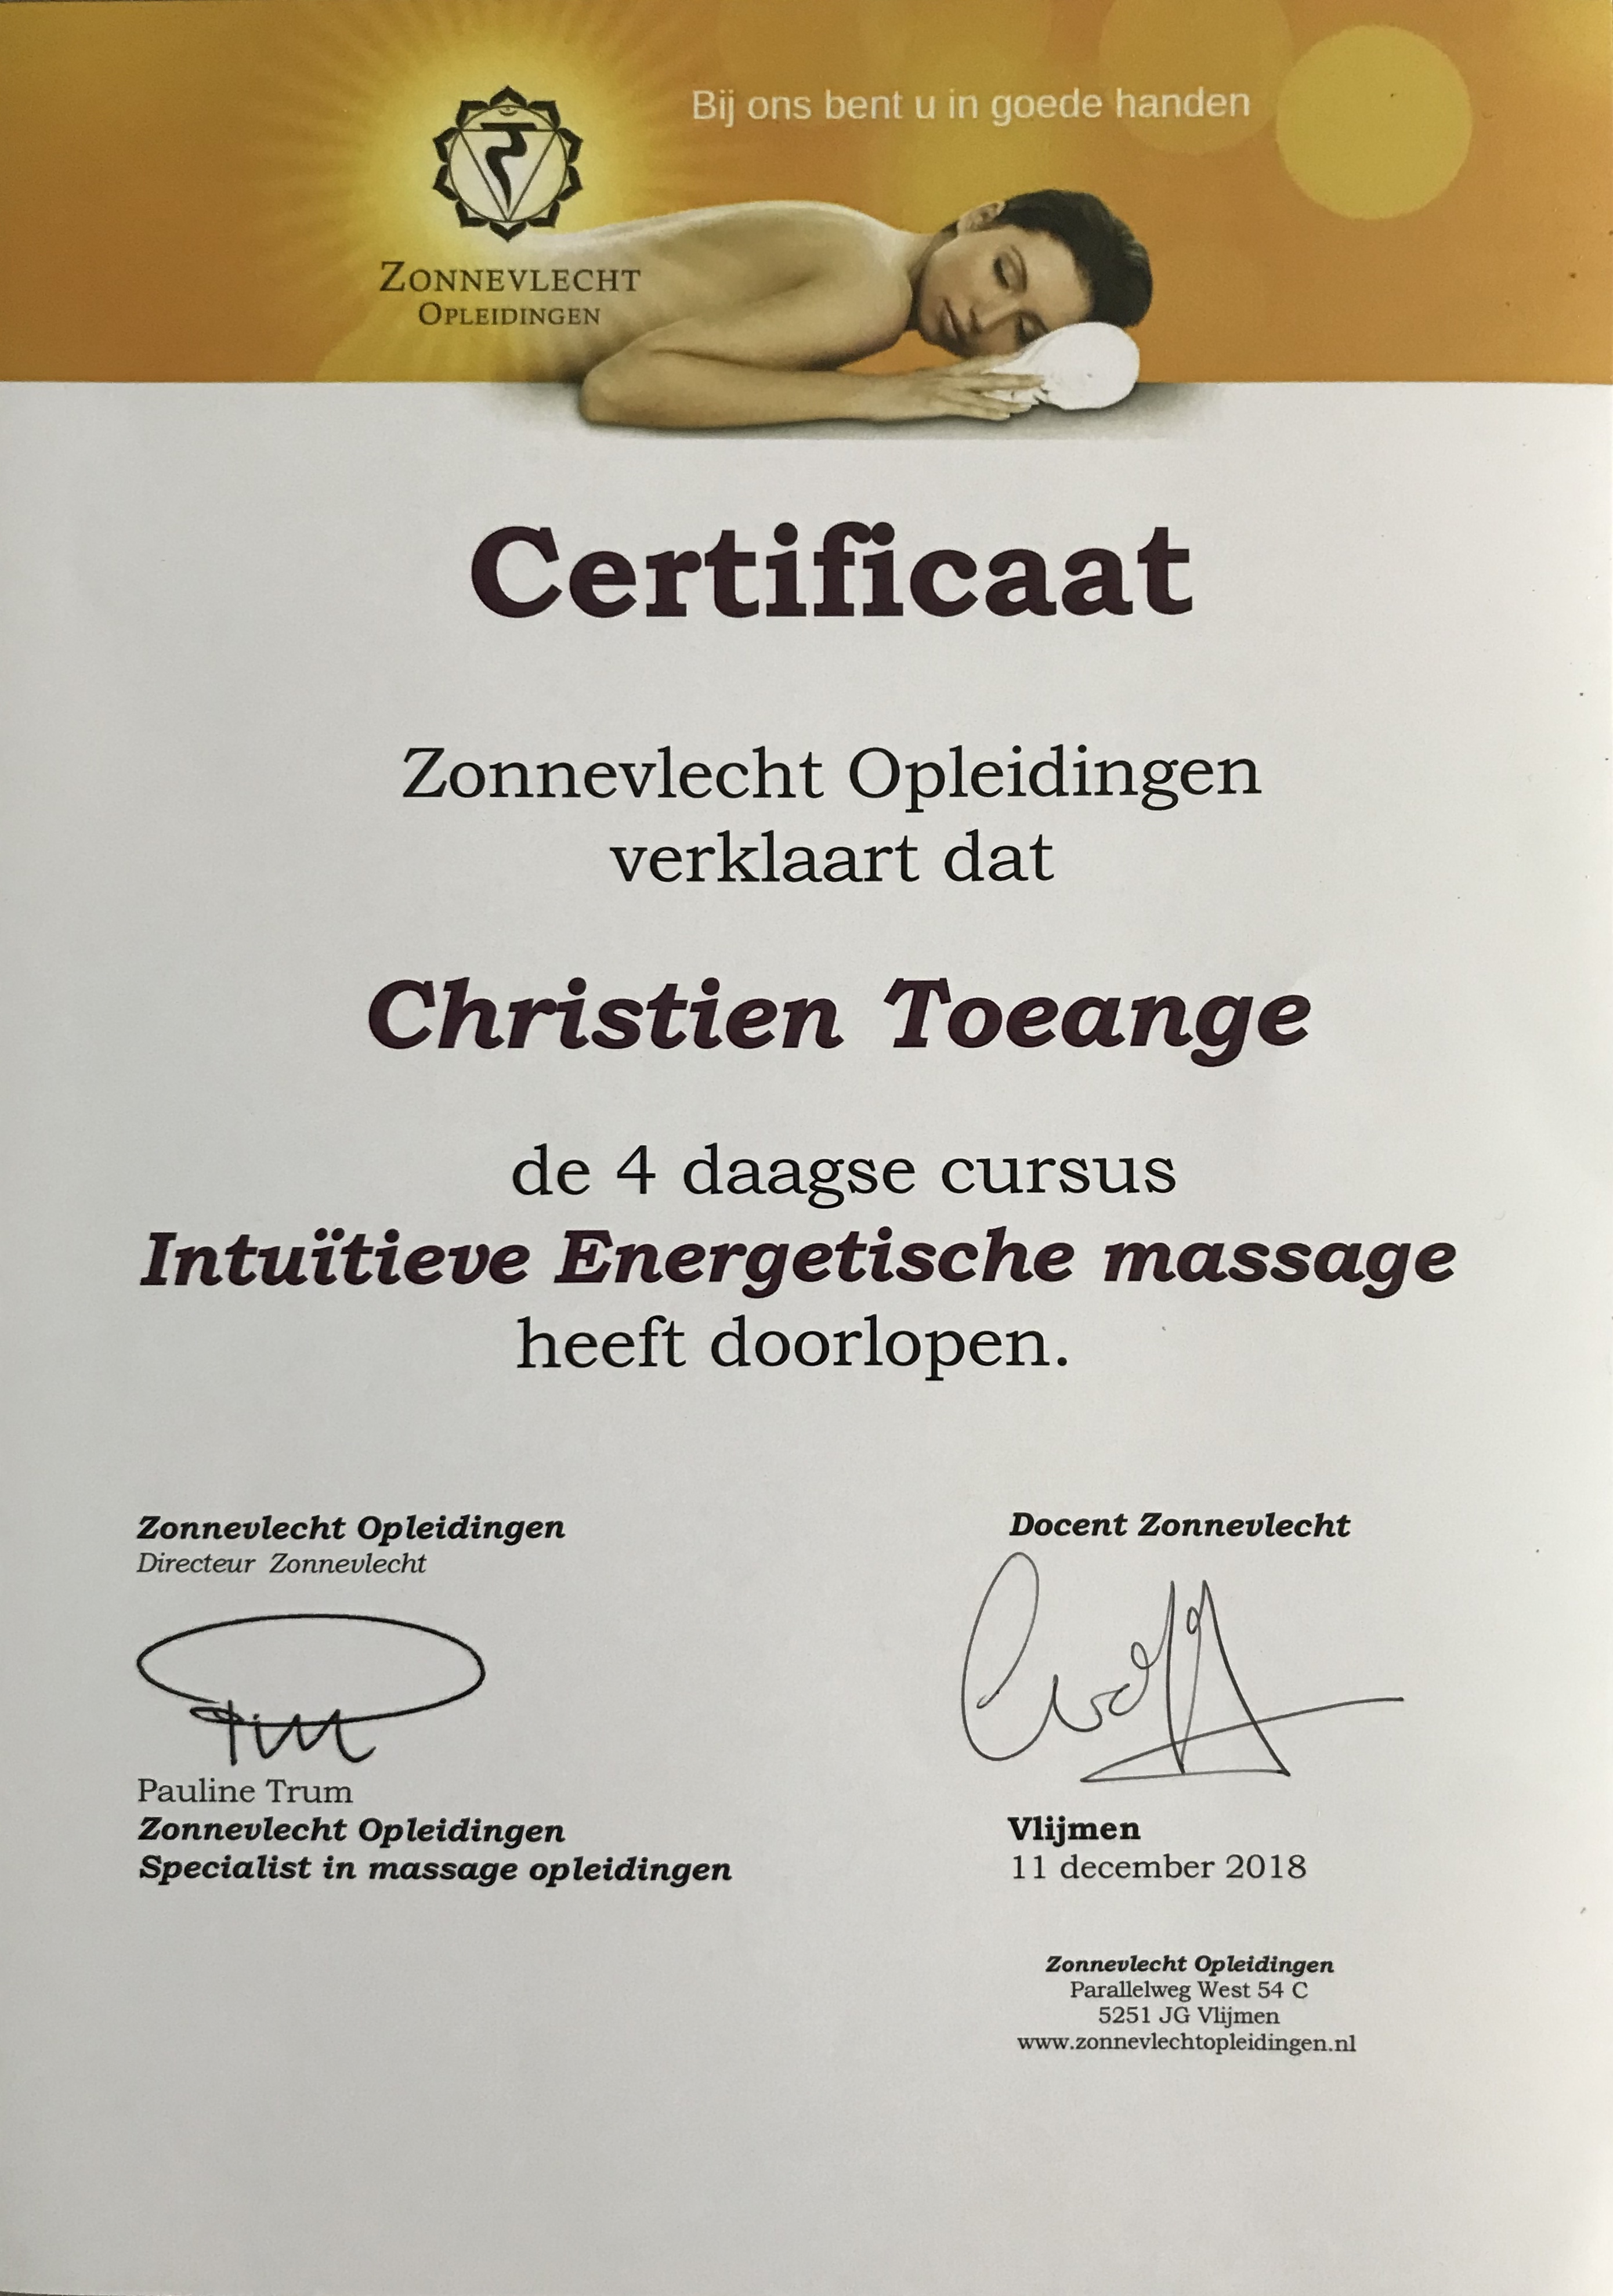 Bij ons bent u in goede handen
ZONNEVLECHT
OPLEIDINGEN
Certificaat
Zonnevlecht Opleidingen
verklaart dat
Christien Toeange
de 4 daagse cursus
Intuïtieve Energetische massage
heeft doorlopen.
Zonnevlecht Opleidingen
Directeur Zonnevlecht
Pauline Trum
Zonnevlecht Opleidingen
Specialist in massage opleidingen
Docent Zonnevlecht
Vlijmen
11 december 2018
Zonnevlecht Opleidingen
Parallelweg West 54 C
5251 JG Vlijmen
www.zonnevlechtopleidingen.nl